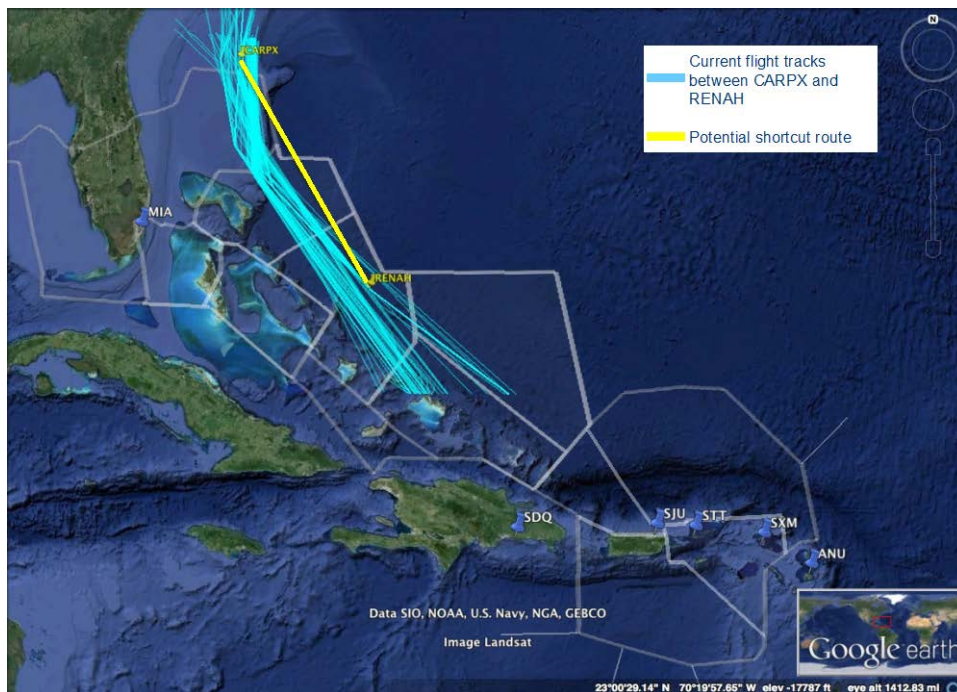 N
CARPX
Current flight tracks
between CARPX and
RENAH
Potential shortcut route
MIA
RENAH
SDQ
SJU
STT
SXM
ANU
Data SIO, NOAA, U.S. Navy, NGA, GEBCO
Image Landsat
Google earth
23°00'29.14" N 70°19'57.65" W elev -17787 ft eye alt 1412.83 mi